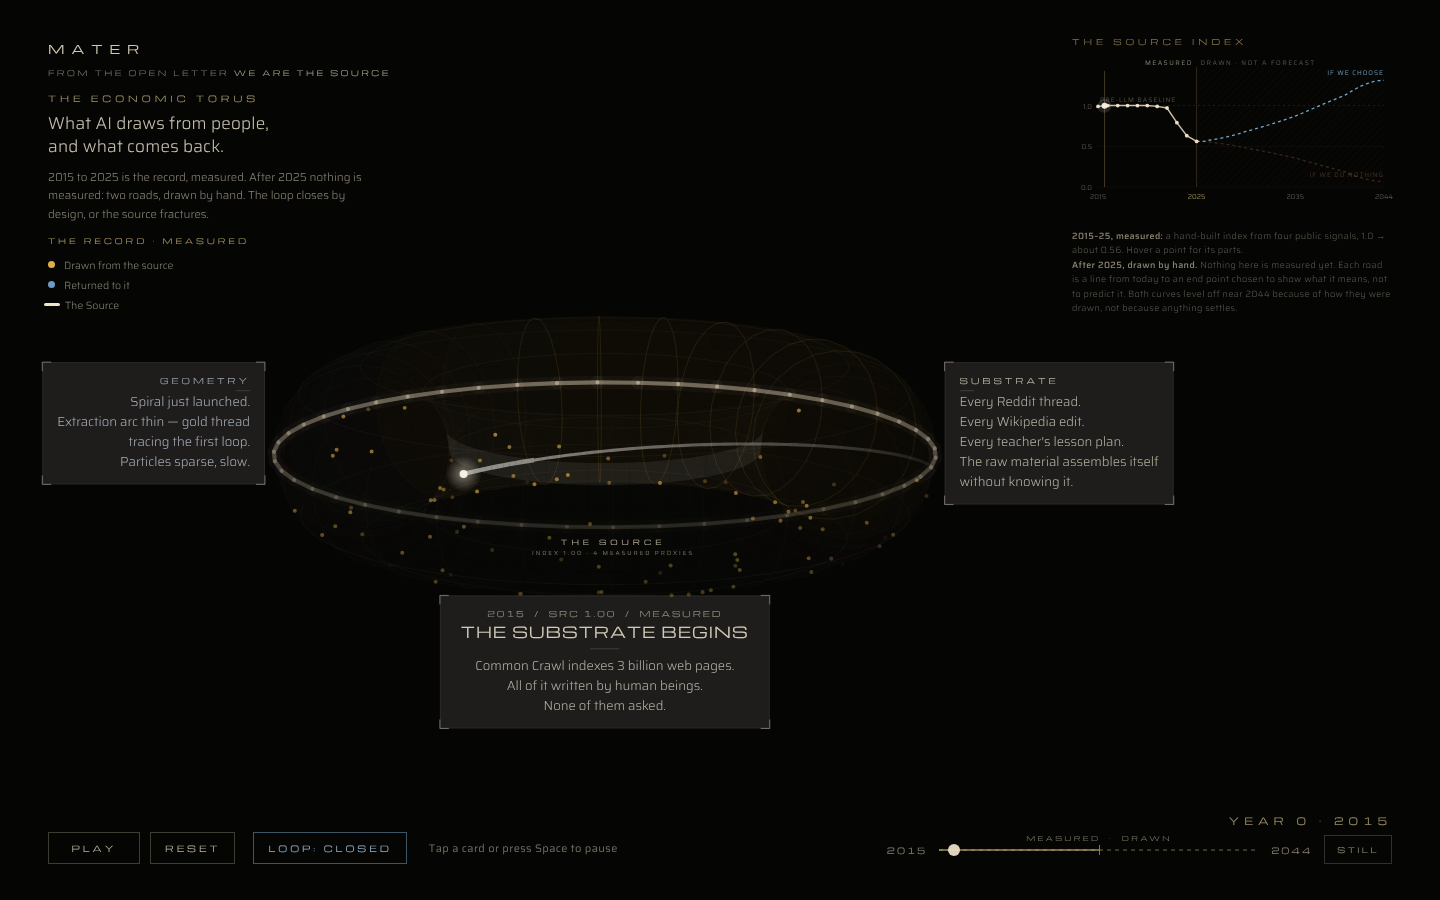 MATER
FROM THE OPEN LETTER WE ARE THE SOURCE
THE ECONOMIC TORUS
What AI draws from people,
and what comes back.
2015 to 2025 is the record, measured. After 2025 nothing is
measured: two roads, drawn by hand. The loop closes by
design, or the source fractures.
THE RECORD · MEASURED
Drawn from the source
Returned to it
The Source
THE SOURCE INDEX
MEASURED DRAWN · NOT A FORECAST
IF WE CHOOSE
PRE-LLM BASELINE
1.0
0.5
IF WE DO NOTHING
0.0
2015 2025 2035 2044
2015–25, measured: a hand-built index from four public signals, 1.0 →
about 0.56. Hover a point for its parts.
After 2025, drawn by hand. Nothing here is measured yet. Each road
is a line from today to an end point chosen to show what it means, not
to predict it. Both curves level off near 2044 because of how they were
drawn, not because anything settles.
GEOMETRY
Spiral just launched.
Extraction arc thin — gold thread
tracing the first loop.
Particles sparse, slow.
SUBSTRATE
Every Reddit thread.
Every Wikipedia edit.
Every teacher's lesson plan.
The raw material assembles itself
without knowing it.
THE SOURCE
INDEX 1.00 · 4 MEASURED PROXIES
2015 / SRC 1.00 / MEASURED
THE SUBSTRATE BEGINS
Common Crawl indexes 3 billion web pages.
All of it written by human beings.
None of them asked.
PLAY
RESET
LOOP: CLOSED
Tap a card or press Space to pause
YEAR 0 · 2015
MEASURED · DRAWN
2015
2044
STILL